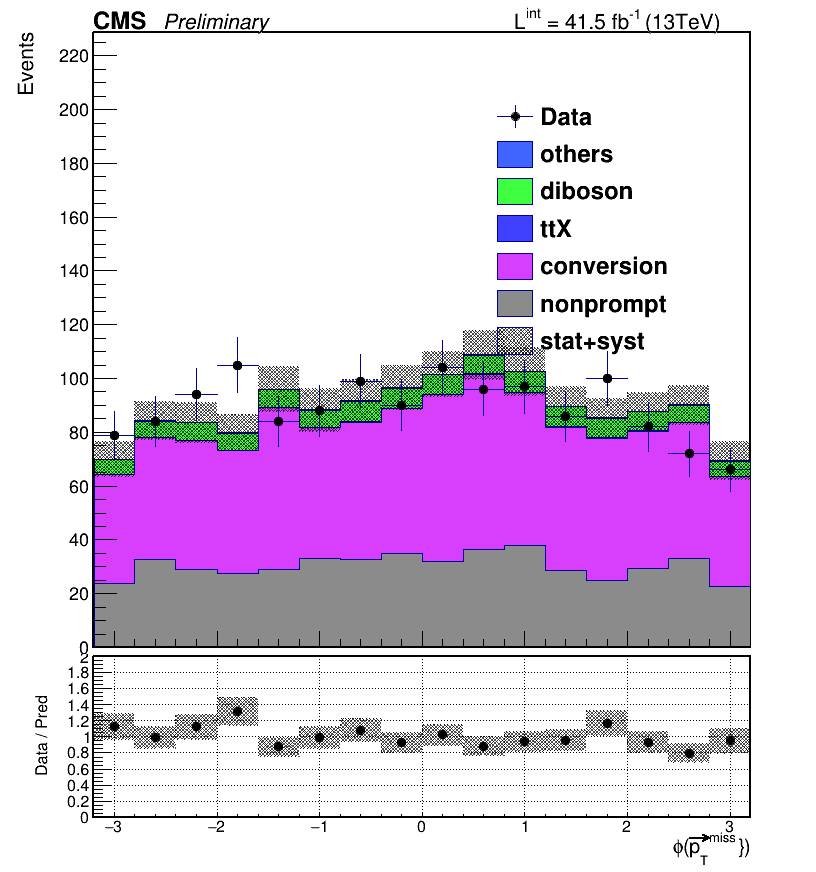 CMS Preliminary L^int = 41.5 fb^-1 (13TeV)
Events
220
200
180
160
140
120
100
80
60
40
20
0
Data
others
diboson
ttX
conversion
nonprompt
stat+syst
Data / Pred
2
1.8
1.6
1.4
1.2
1
0.8
0.6
0.4
0.2
0
−3 −2 −1 0 1 2 3
ϕ(p_T^miss })